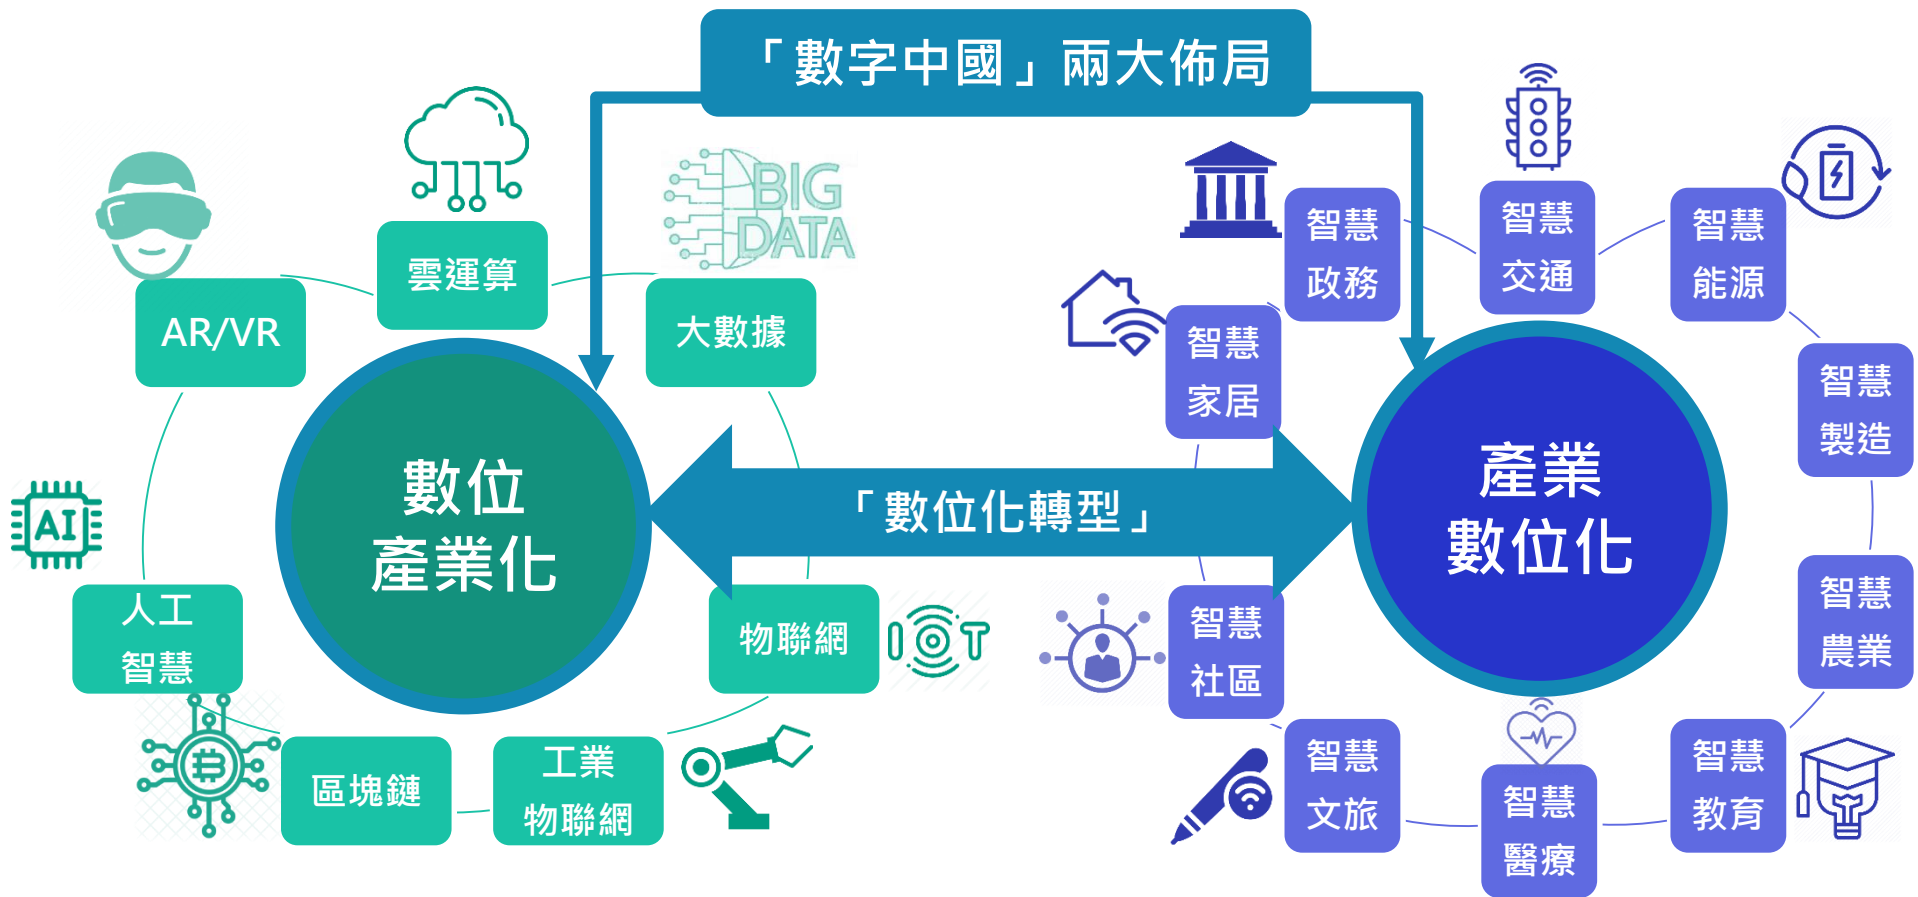 「數字中國」兩大佈局
BIG
DATA
雲運算
AR/VR
大數據
數位
產業化
AI
人工
智慧
物聯網
IOT
B
區塊鏈
工業
物聯網
「數位化轉型」
智慧
政務
智慧
交通
智慧
能源
智慧
家居
智慧
製造
產業
數位化
智慧
農業
智慧
社區
智慧
文旅
智慧
醫療
智慧
教育